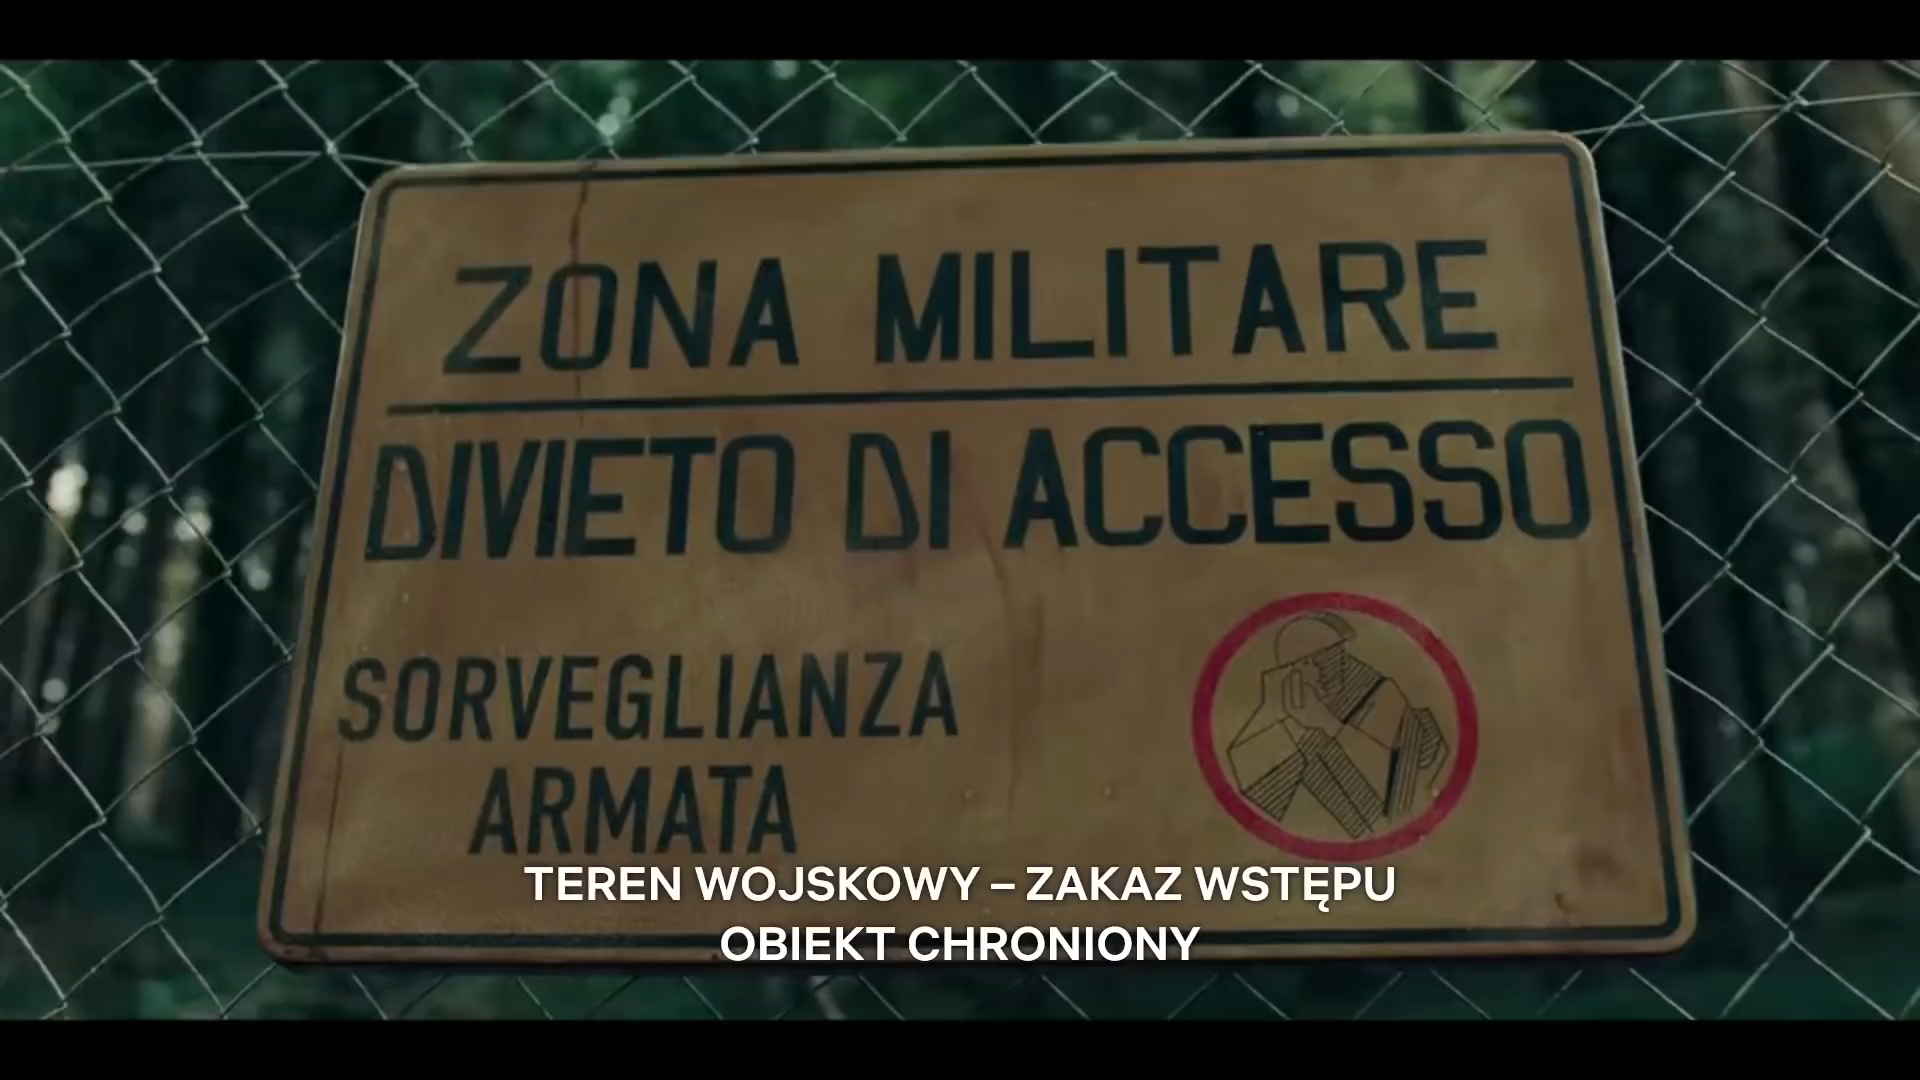 ZONA MILITARE
DIVIETO DI ACCESSO
SORVEGLIANZA
ARMATA
TEREN WOJSKOWY – ZAKAZ WSTĘPU
OBIEKT CHRONIONY